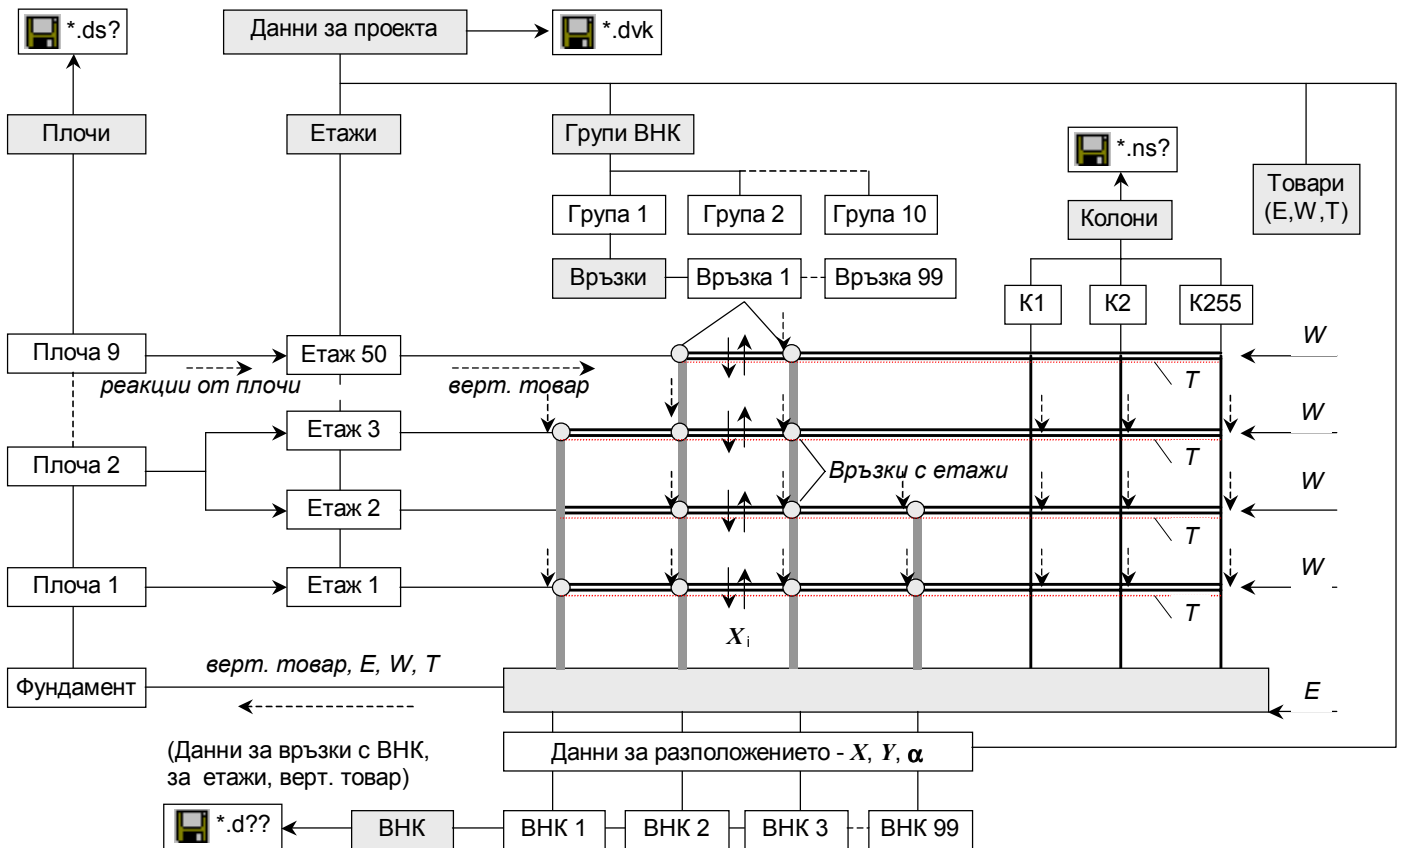 *.ds?
Данни за проекта
*.dvk
Плочи
Етажи
Групи ВНК
*.ns?
Товари
(E,W,T)
Група 1
Група 2
Група 10
Колони
Връзки
Връзка 1
Връзка 99
К1
К2
К255
Плоча 9
Етаж 50
W
реакции от плочи
верт. товар
T
Етаж 3
W
T
Плоча 2
Връзки с етажи
W
Етаж 2
T
Плоча 1
Етаж 1
W
T
Xi
верт. товар, E, W, T
Фундамент
E
(Данни за връзки с ВНК,
за етажи, верт. товар)
Данни за разположението - X, Y, α
*.d??
ВНК
ВНК 1
ВНК 2
ВНК 3
ВНК 99